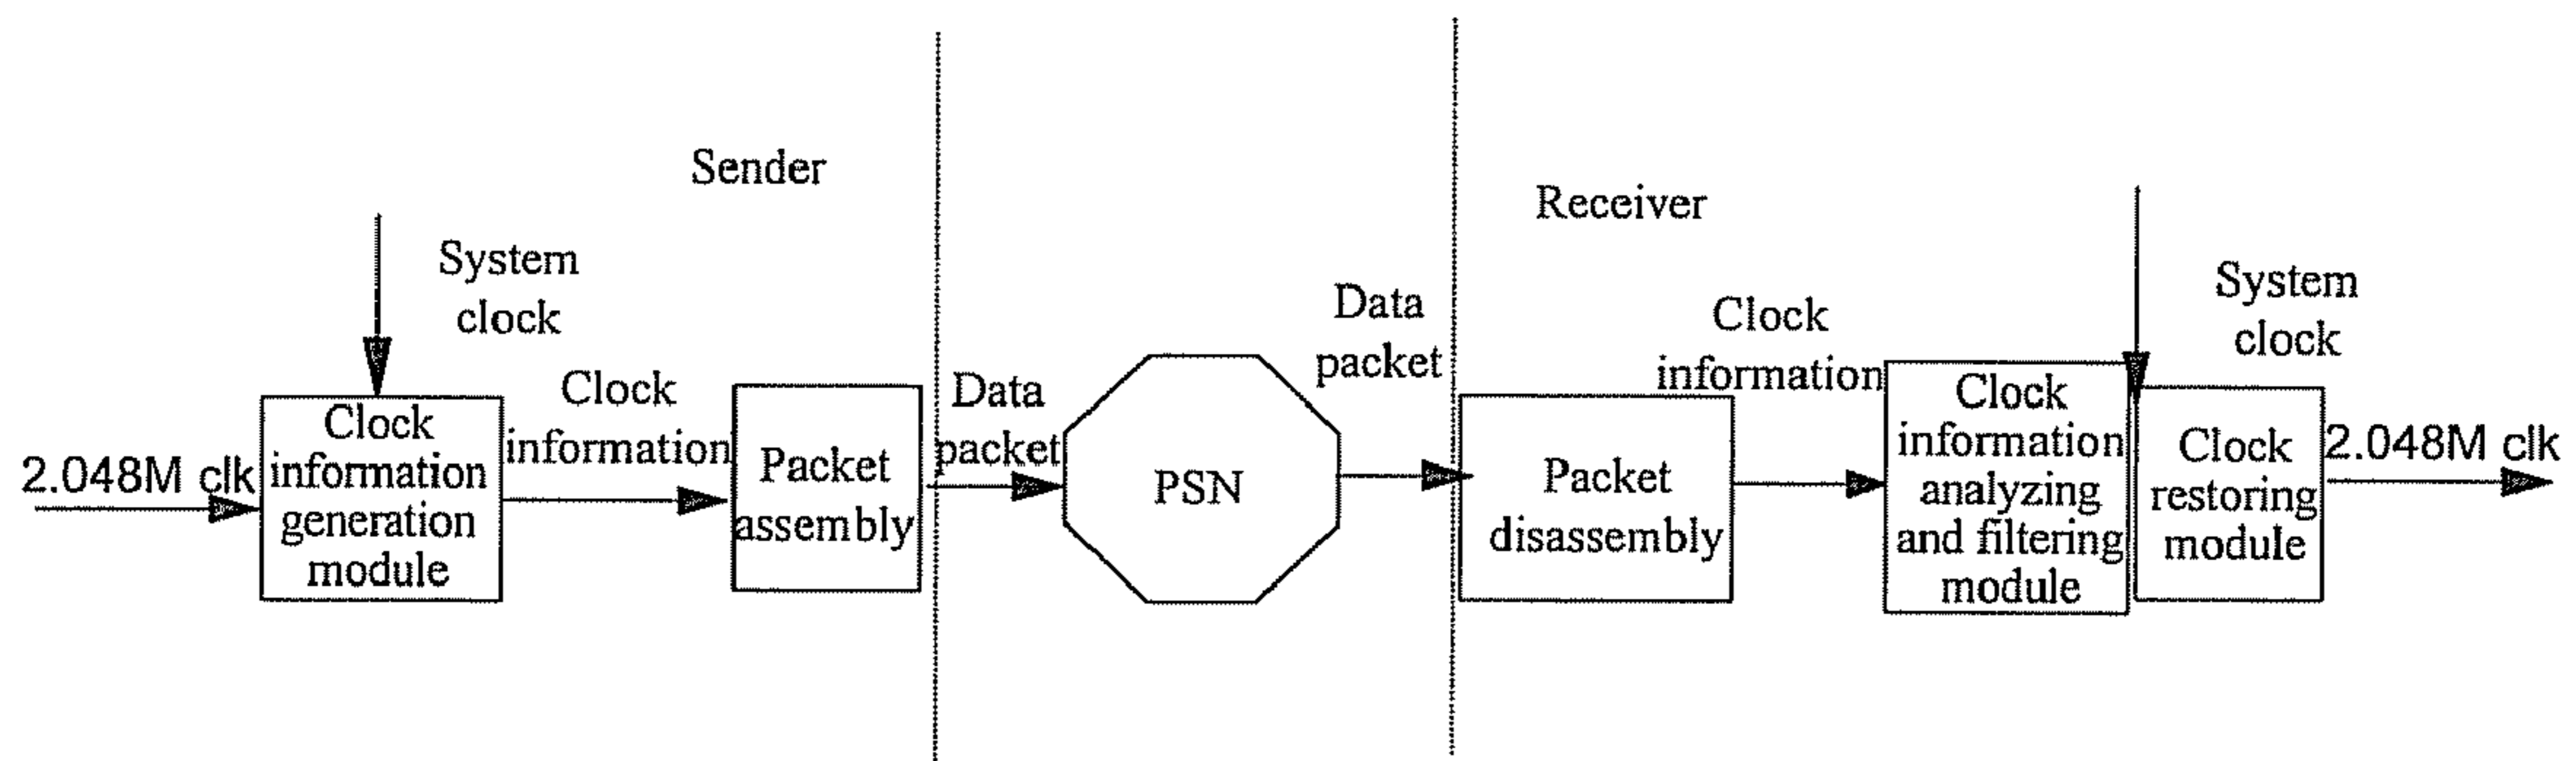 Sender
Receiver
System
clock
System
clock
2.048M clk
Clock
information
generation
module
Clock
information
Packet
assembly
Data
packet
PSN
Data
packet
Packet
disassembly
Clock
information
Clock
information
analyzing
and filtering
module
Clock
restoring
module
2.048M clk